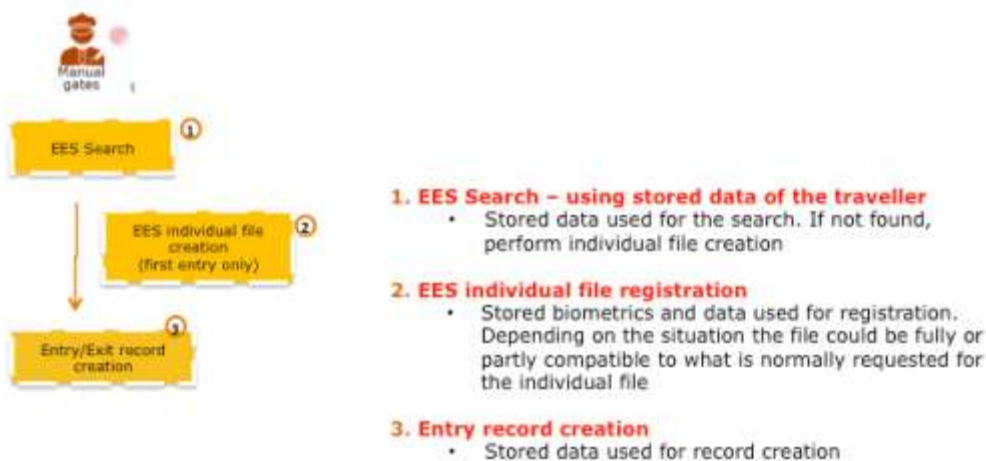 Manual
gates
1
EES Search
EES individual file
creation
(first entry only)
2
3
Entry/Exit record
creation
1. EES Search – using stored data of the traveller
• Stored data used for the search. If not found,
perform individual file creation
2. EES individual file registration
• Stored biometrics and data used for registration.
Depending on the situation the file could be fully or
partly compatible to what is normally requested for
the individual file
3. Entry record creation
• Stored data used for record creation